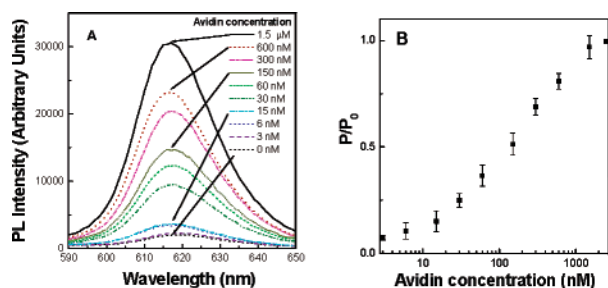 A
Avidin concentration
1.5 µM
600 nM
300 nM
150 nM
60 nM
30 nM
15 nM
6 nM
3 nM
0 nM
PL Intensity (Arbitrary Units)
30000
20000
10000
0
590 600 610 620 630 640 650
Wavelength (nm)
B
P/P0
1.0
0.5
0.0
10 100 1000
Avidin concentration (nM)